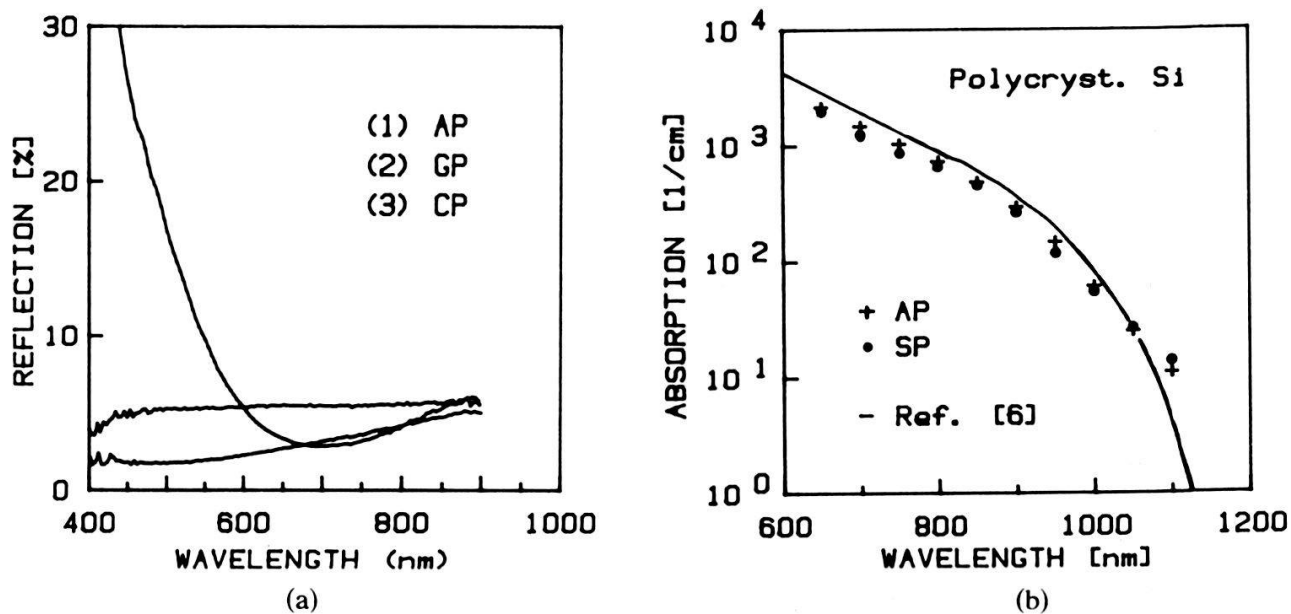 30
20
10
0
REFLECTION [%]
(1) AP
(2) GP
(3) CP
400 600 800 1000
WAVELENGTH (nm)
(a)
10 4
10 3
10 2
10 1
10 0
ABSORPTION [1/cm]
Polycryst. Si
+ AP
● SP
— Ref. [6]
600 800 1000 1200
WAVELENGTH [nm]
(b)